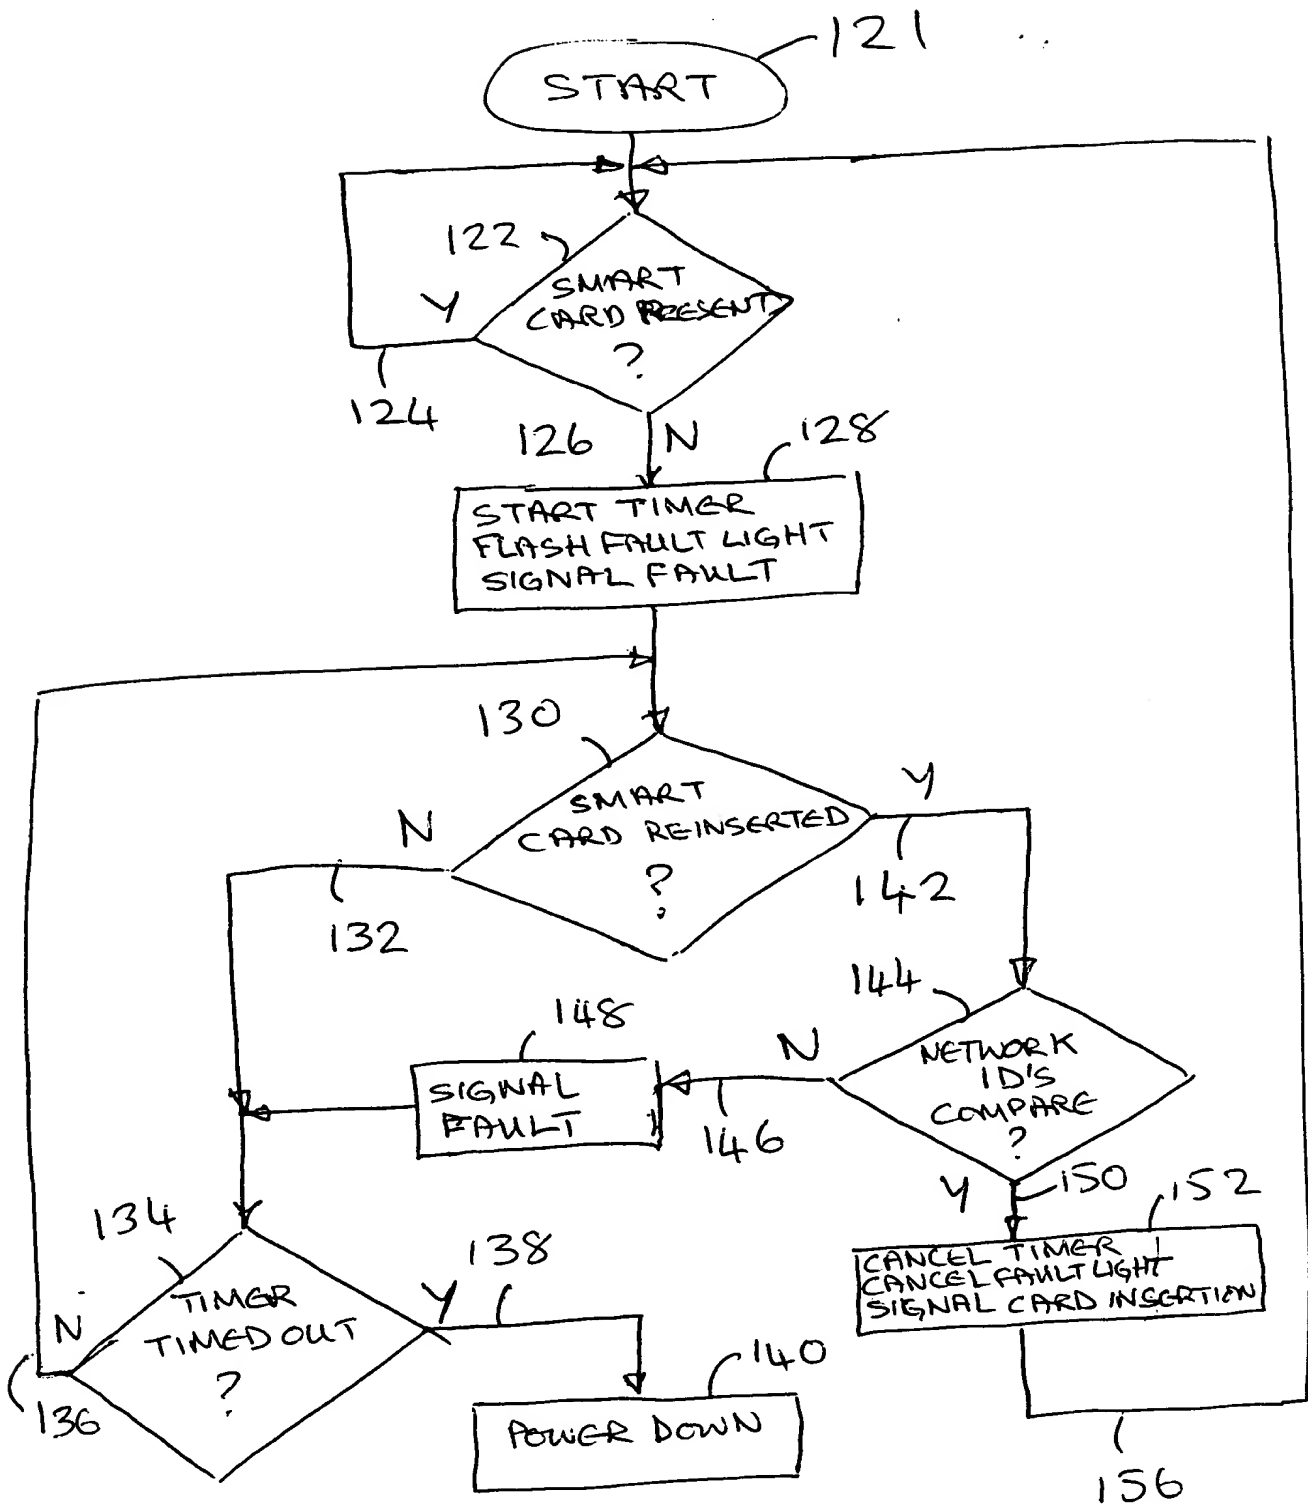 121
START
122
SMART
CARD PRESENT
?
Y
124
126
N
128
START TIMER
FLASH FAULT LIGHT
SIGNAL FAULT
130
SMART
CARD REINSERTED
?
N
132
Y
142
144
NETWORK
ID'S
COMPARE
?
N
146
148
SIGNAL
FAULT
Y
150
152
CANCEL TIMER
CANCEL FAULT LIGHT
SIGNAL CARD INSERTION
134
TIMER
TIMED OUT
?
N
136
Y
138
140
POWER DOWN
156